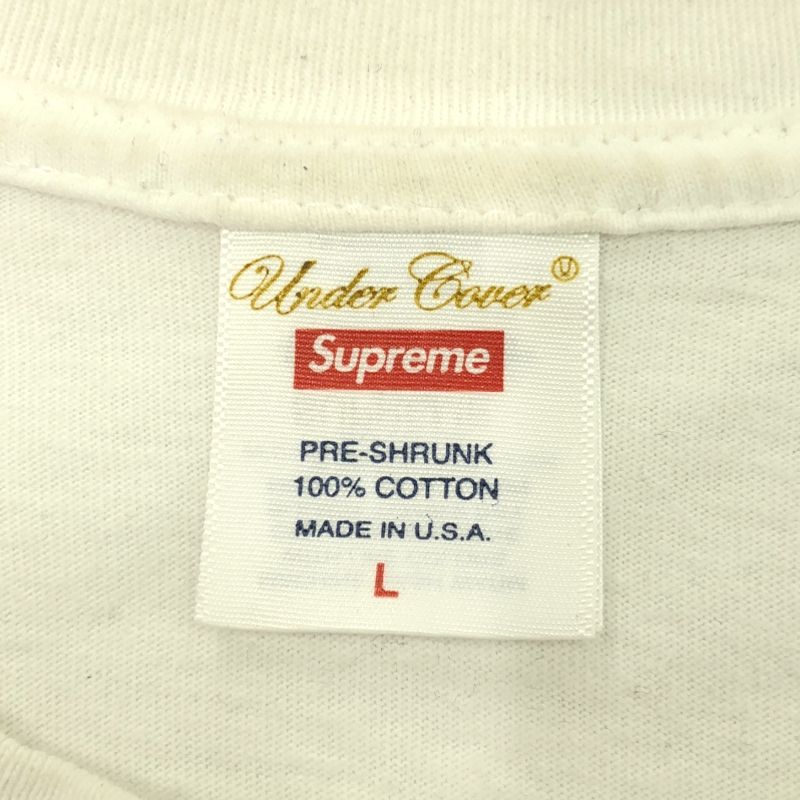 Under Cover Ⓤ
Supreme
PRE-SHRUNK
100% COTTON
MADE IN U.S.A.
L